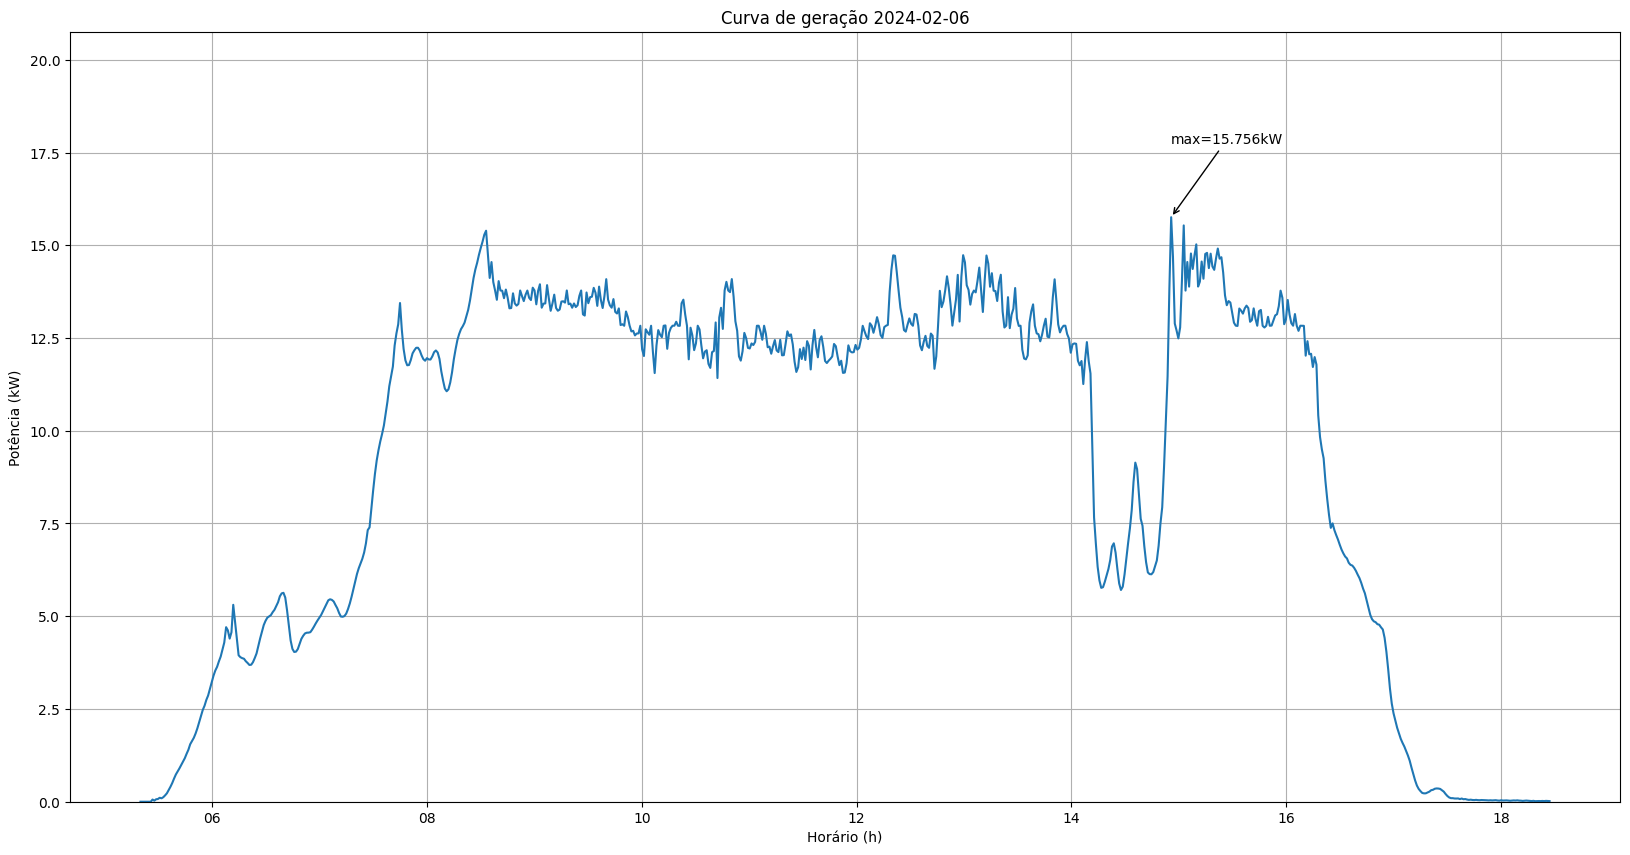 Curva de geração 2024-02-06
20.0
17.5
15.0
12.5
10.0
7.5
5.0
2.5
0.0
Potência (kW)
max=15.756kW
06 08 10 12 14 16 18
Horário (h)